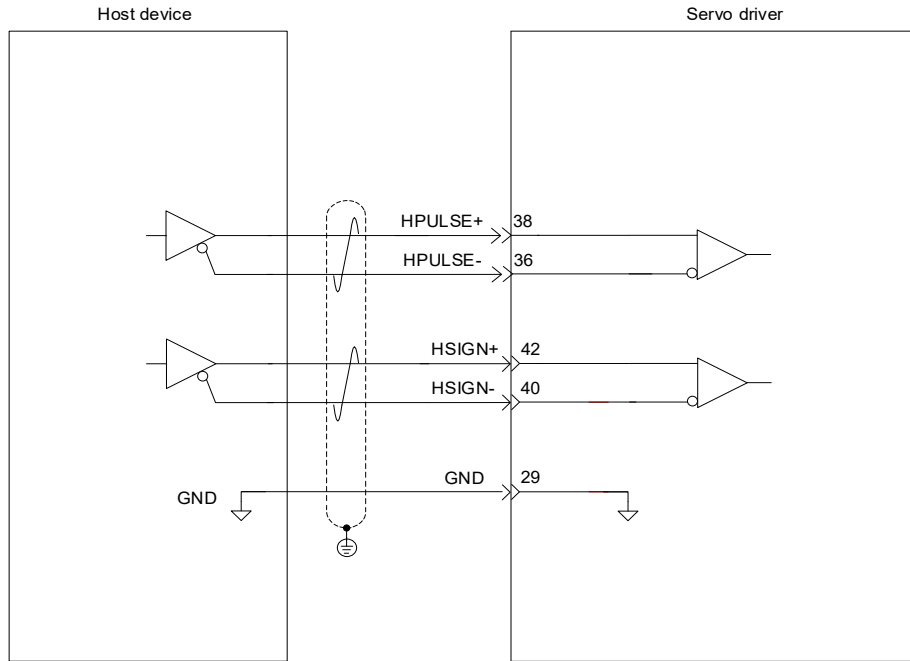 Host device
Servo driver
HPULSE+
38
HPULSE-
36
HSIGN+
42
HSIGN-
40
GND
29
GND